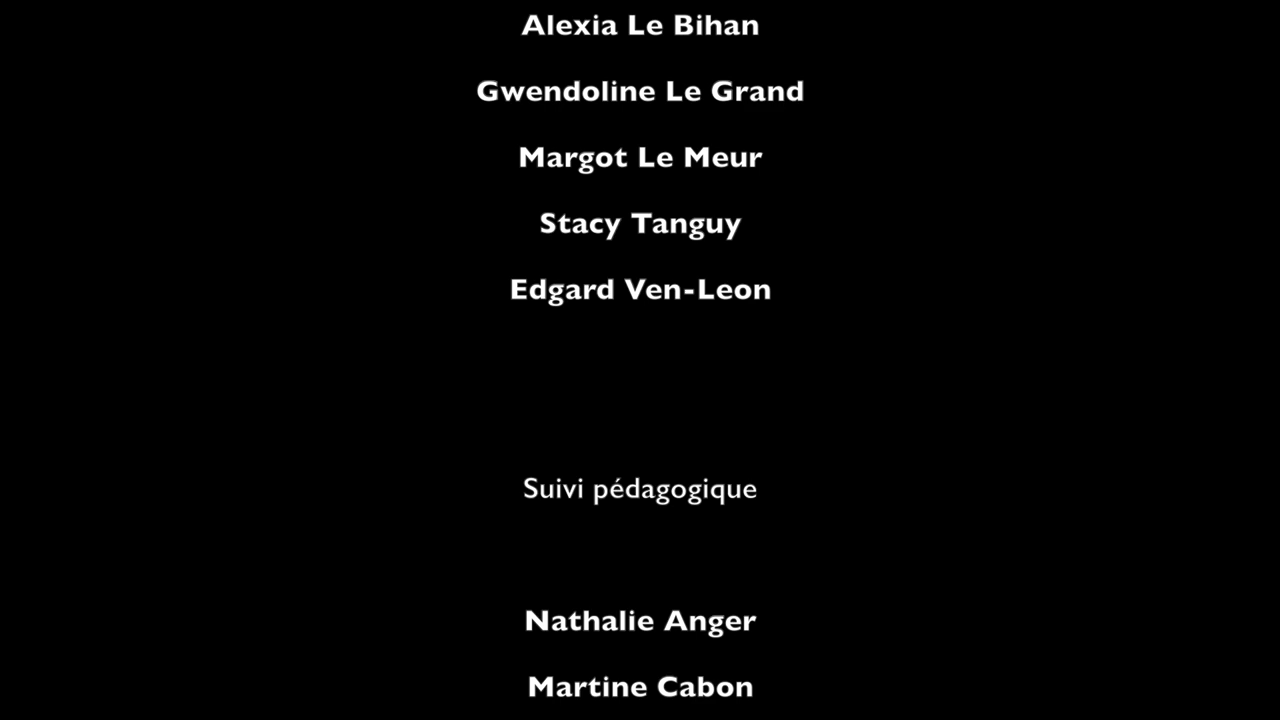 Alexia Le Bihan
Gwendoline Le Grand
Margot Le Meur
Stacy Tanguy
Edgard Ven-Leon
Suivi pédagogique
Nathalie Anger
Martine Cabon